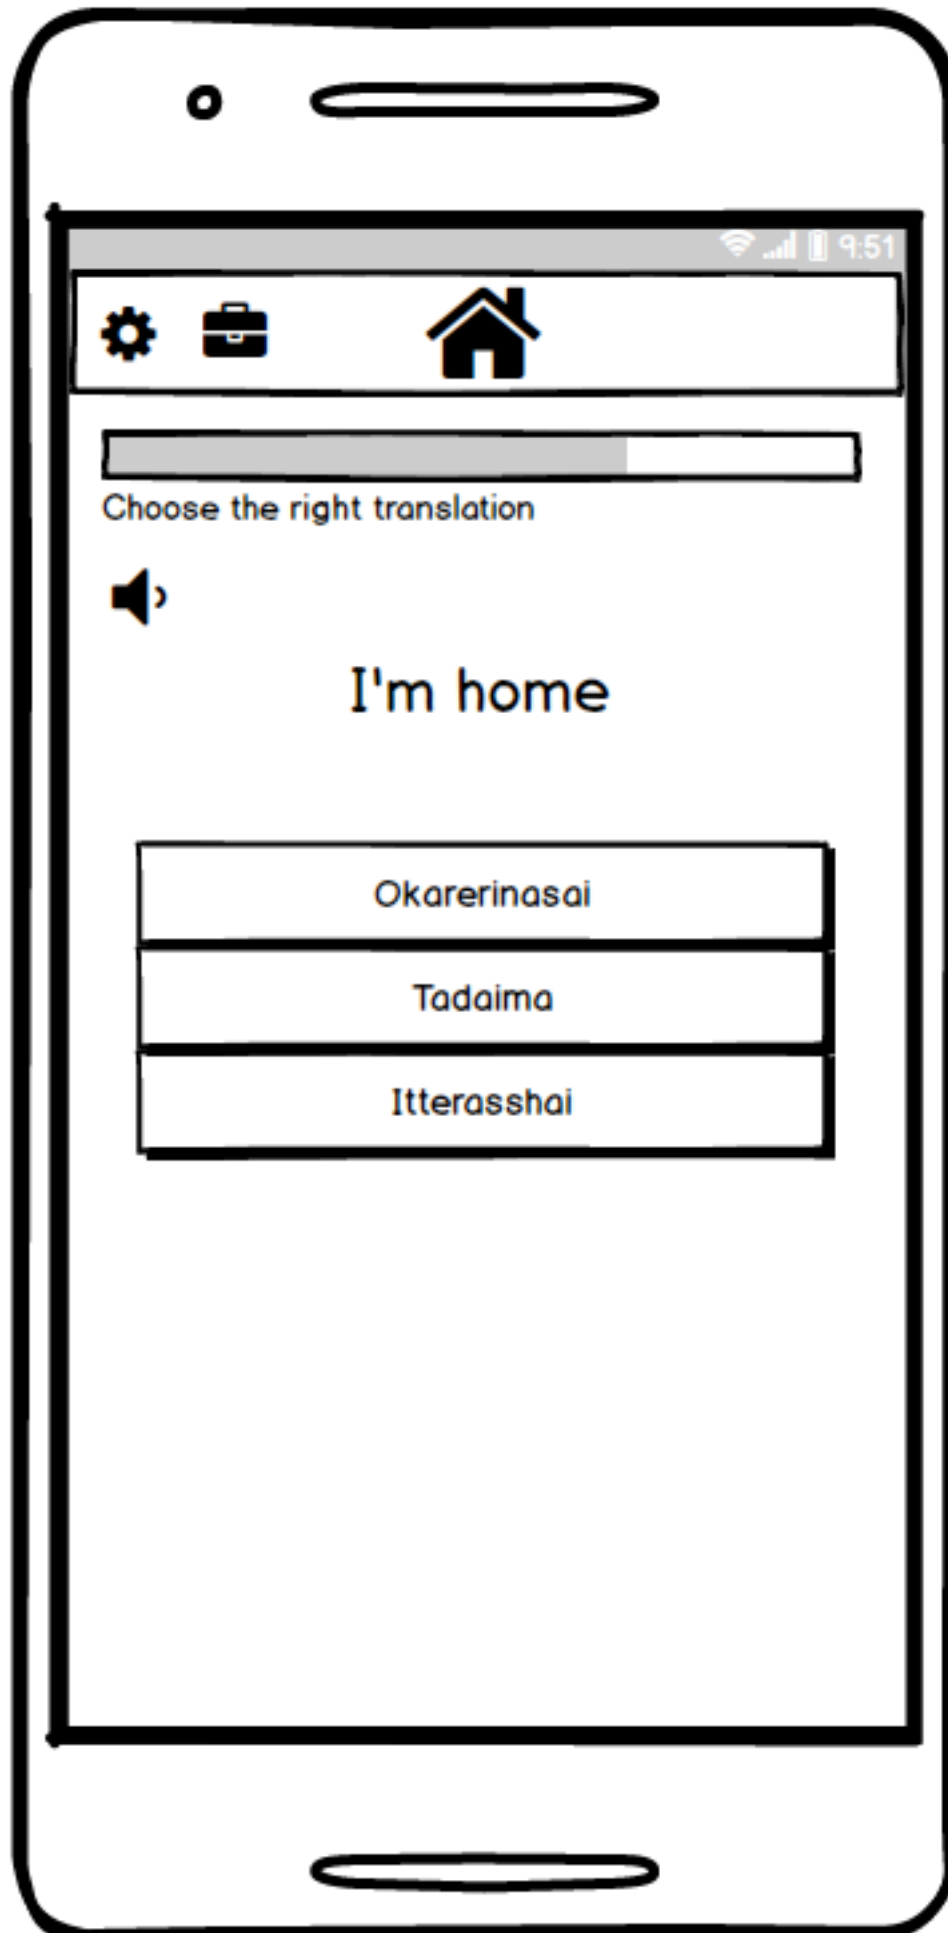 9:51
Choose the right translation
I'm home
Okarerinasai
Tadaima
Itterasshai